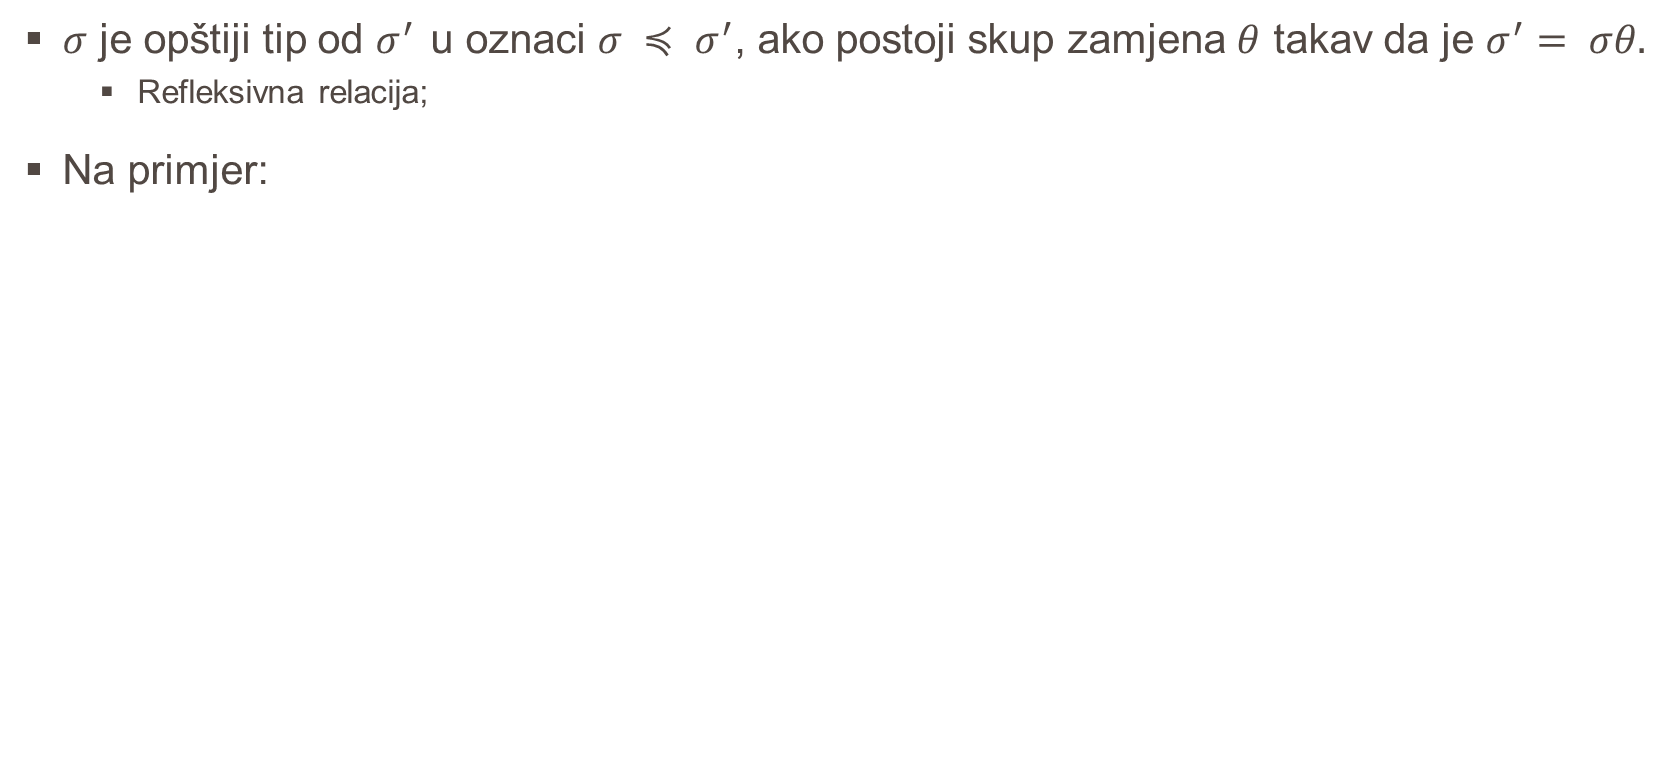 ▪ 𝜎 je opštiji tip od 𝜎′ u oznaci 𝜎 ≼ 𝜎′, ako postoji skup zamjena 𝜃 takav da je 𝜎′ = 𝜎𝜃.
▪ Refleksivna relacija;
▪ Na primjer: